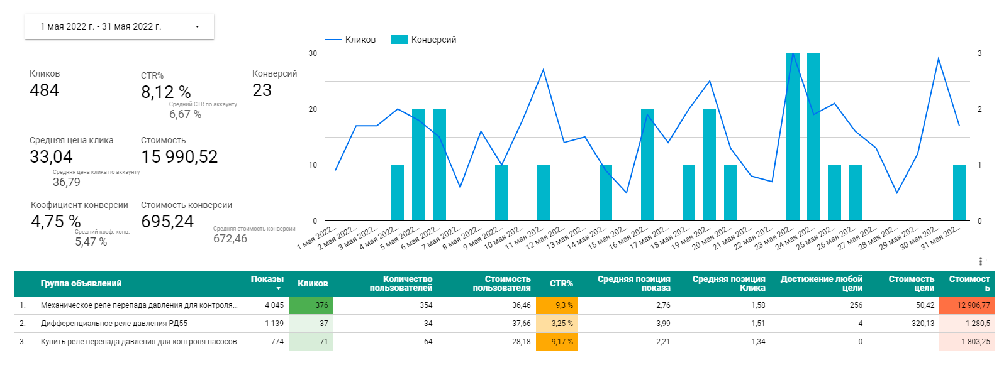 1 мая 2022 г. - 31 мая 2022 г.
Кликов
484
CTR%
8,12 %
Средний CTR по аккаунту
6,67 %
Конверсий
23
Средняя цена клика
33,04
Средняя цена клика по аккаунту
36,79
Стоимость
15 990,52
Коэфициент конверсии
4,75 %
Средний коэф. конв.
5,47 %
Стоимость конверсии
695,24
Средняя стоимость конверсии
672,46
Кликов Конверсий
30 3
20 2
10 1
0 0
1 мая 2022...
2 мая 2022...
3 мая 2022...
4 мая 2022...
5 мая 2022...
6 мая 2022...
7 мая 2022...
8 мая 2022...
9 мая 2022...
10 мая 202...
11 мая 202...
12 мая 202...
13 мая 202...
14 мая 202...
15 мая 202...
16 мая 202...
17 мая 202...
18 мая 202...
19 мая 202...
20 мая 202...
21 мая 202...
22 мая 202...
23 мая 202...
24 мая 202...
25 мая 202...
26 мая 202...
27 мая 202...
28 мая 202...
29 мая 202...
30 мая 202...
31 мая 202...
Группа объявлений Показы Кликов Количество пользователей Стоимость пользователя CTR% Средняя позиция показа Средняя позиция Клика Достижение любой цели Стоимость цели Стоимост ь
1. Механическое реле перепада давления для контроля... 4 045 376 354 36,46 9,3 % 2,76 1,58 256 50,42 12 906,77
2. Дифференциальное реле давления РД55 1 139 37 34 37,66 3,25 % 3,99 1,51 4 320,13 1 280,5
3. Купить реле перепада давления для контроля насосов 774 71 64 28,18 9,17 % 2,21 1,34 0 - 1 803,25